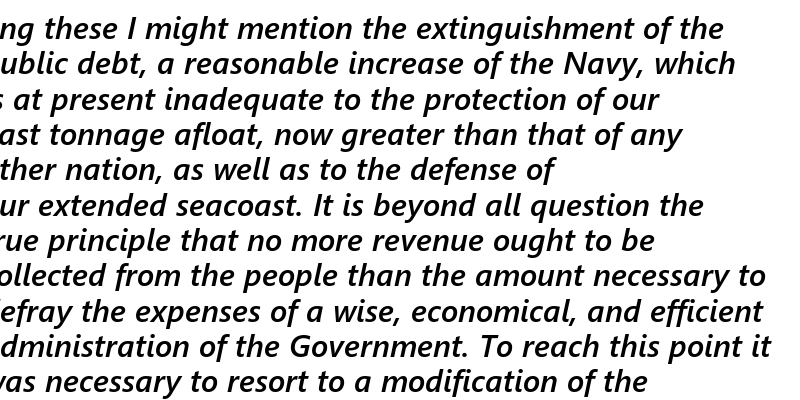 ng these I might mention the extinguishment of the
ublic debt, a reasonable increase of the Navy, which
s at present inadequate to the protection of our
ast tonnage afloat, now greater than that of any
ther nation, as well as to the defense of
ur extended seacoast. It is beyond all question the
rue principle that no more revenue ought to be
ollected from the people than the amount necessary to
efray the expenses of a wise, economical, and efficient
dministration of the Government. To reach this point it
was necessary to resort to a modification of the